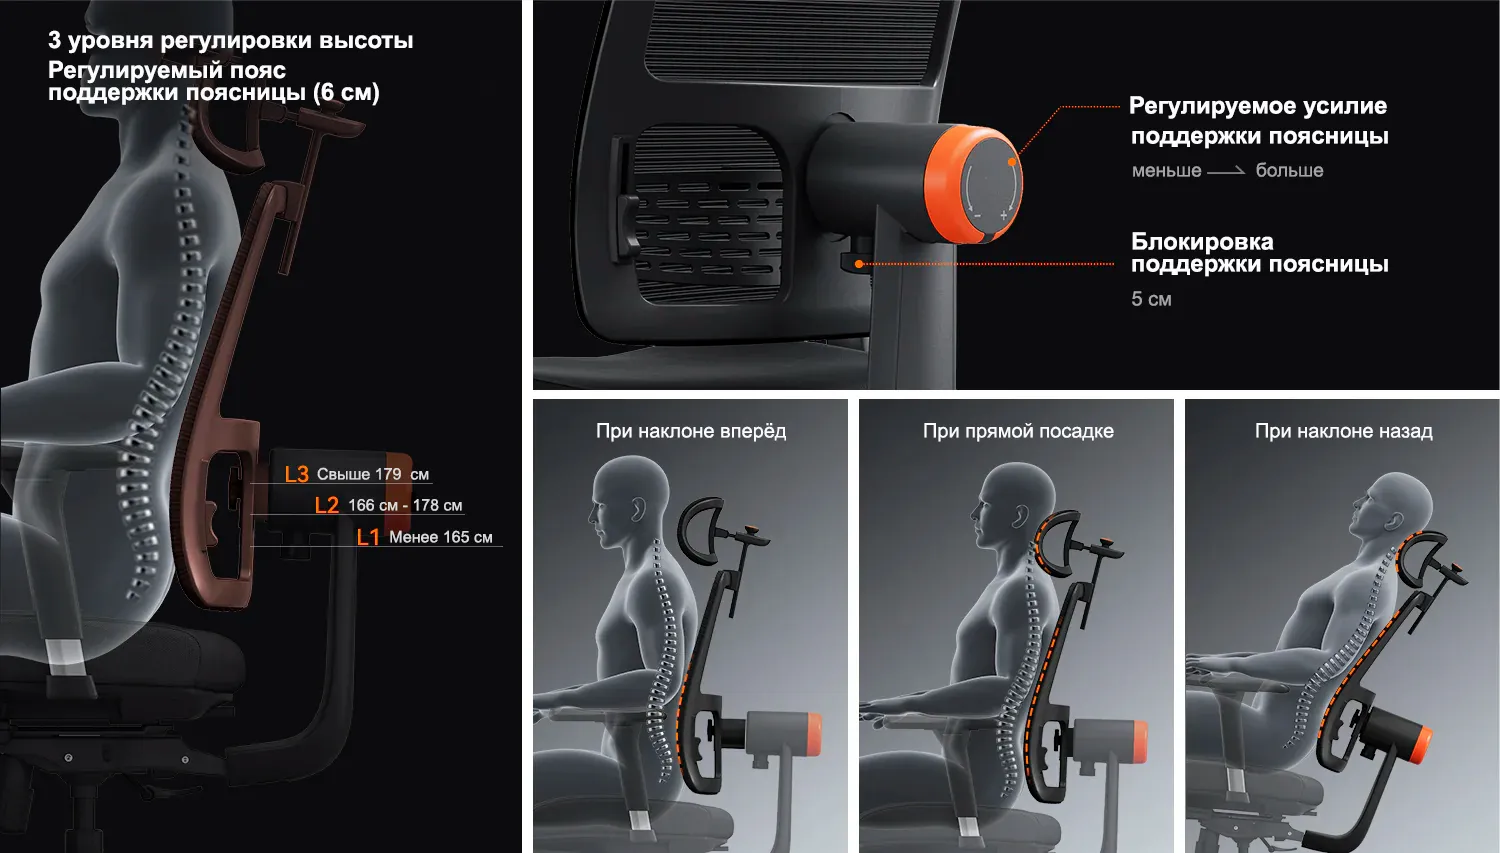 3 уровня регулировки высоты
Регулируемый пояс
поддержки поясницы (6 см)
L3 Свыше 179 см
L2 166 см - 178 см
L1 Менее 165 см
Регулируемое усилие
поддержки поясницы
меньше больше
- +
Блокировка
поддержки поясницы
5 см
При наклоне вперёд
При прямой посадке
При наклоне назад